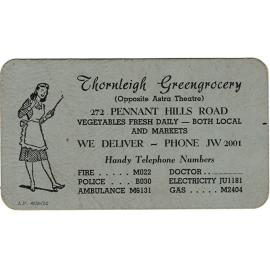 Thornleigh Greengrocery
(Opposite Astra Theatre)
272 PENNANT HILLS ROAD
VEGETABLES FRESH DAILY — BOTH LOCAL
AND MARKETS
WE DELIVER – PHONE JW 2001
Handy Telephone Numbers
FIRE . . . . . M022 DOCTOR
POLICE . . . B030 ELECTRICITY JU1181
AMBULANCE M6131 GAS . . . . . M2404